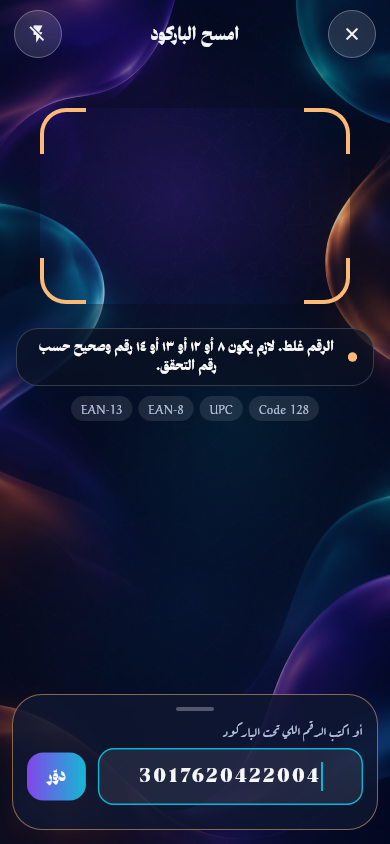 امسح الباركود
الرقم غلط. لازم يكون ٨ أو ١٢ أو ١٣ أو ١٤ رقم وصحيح حسب
رقم التحقق.
EAN-13 EAN-8 UPC Code 128
أو اكتب الرقم اللي تحت الباركود
3017620422004
دوّر